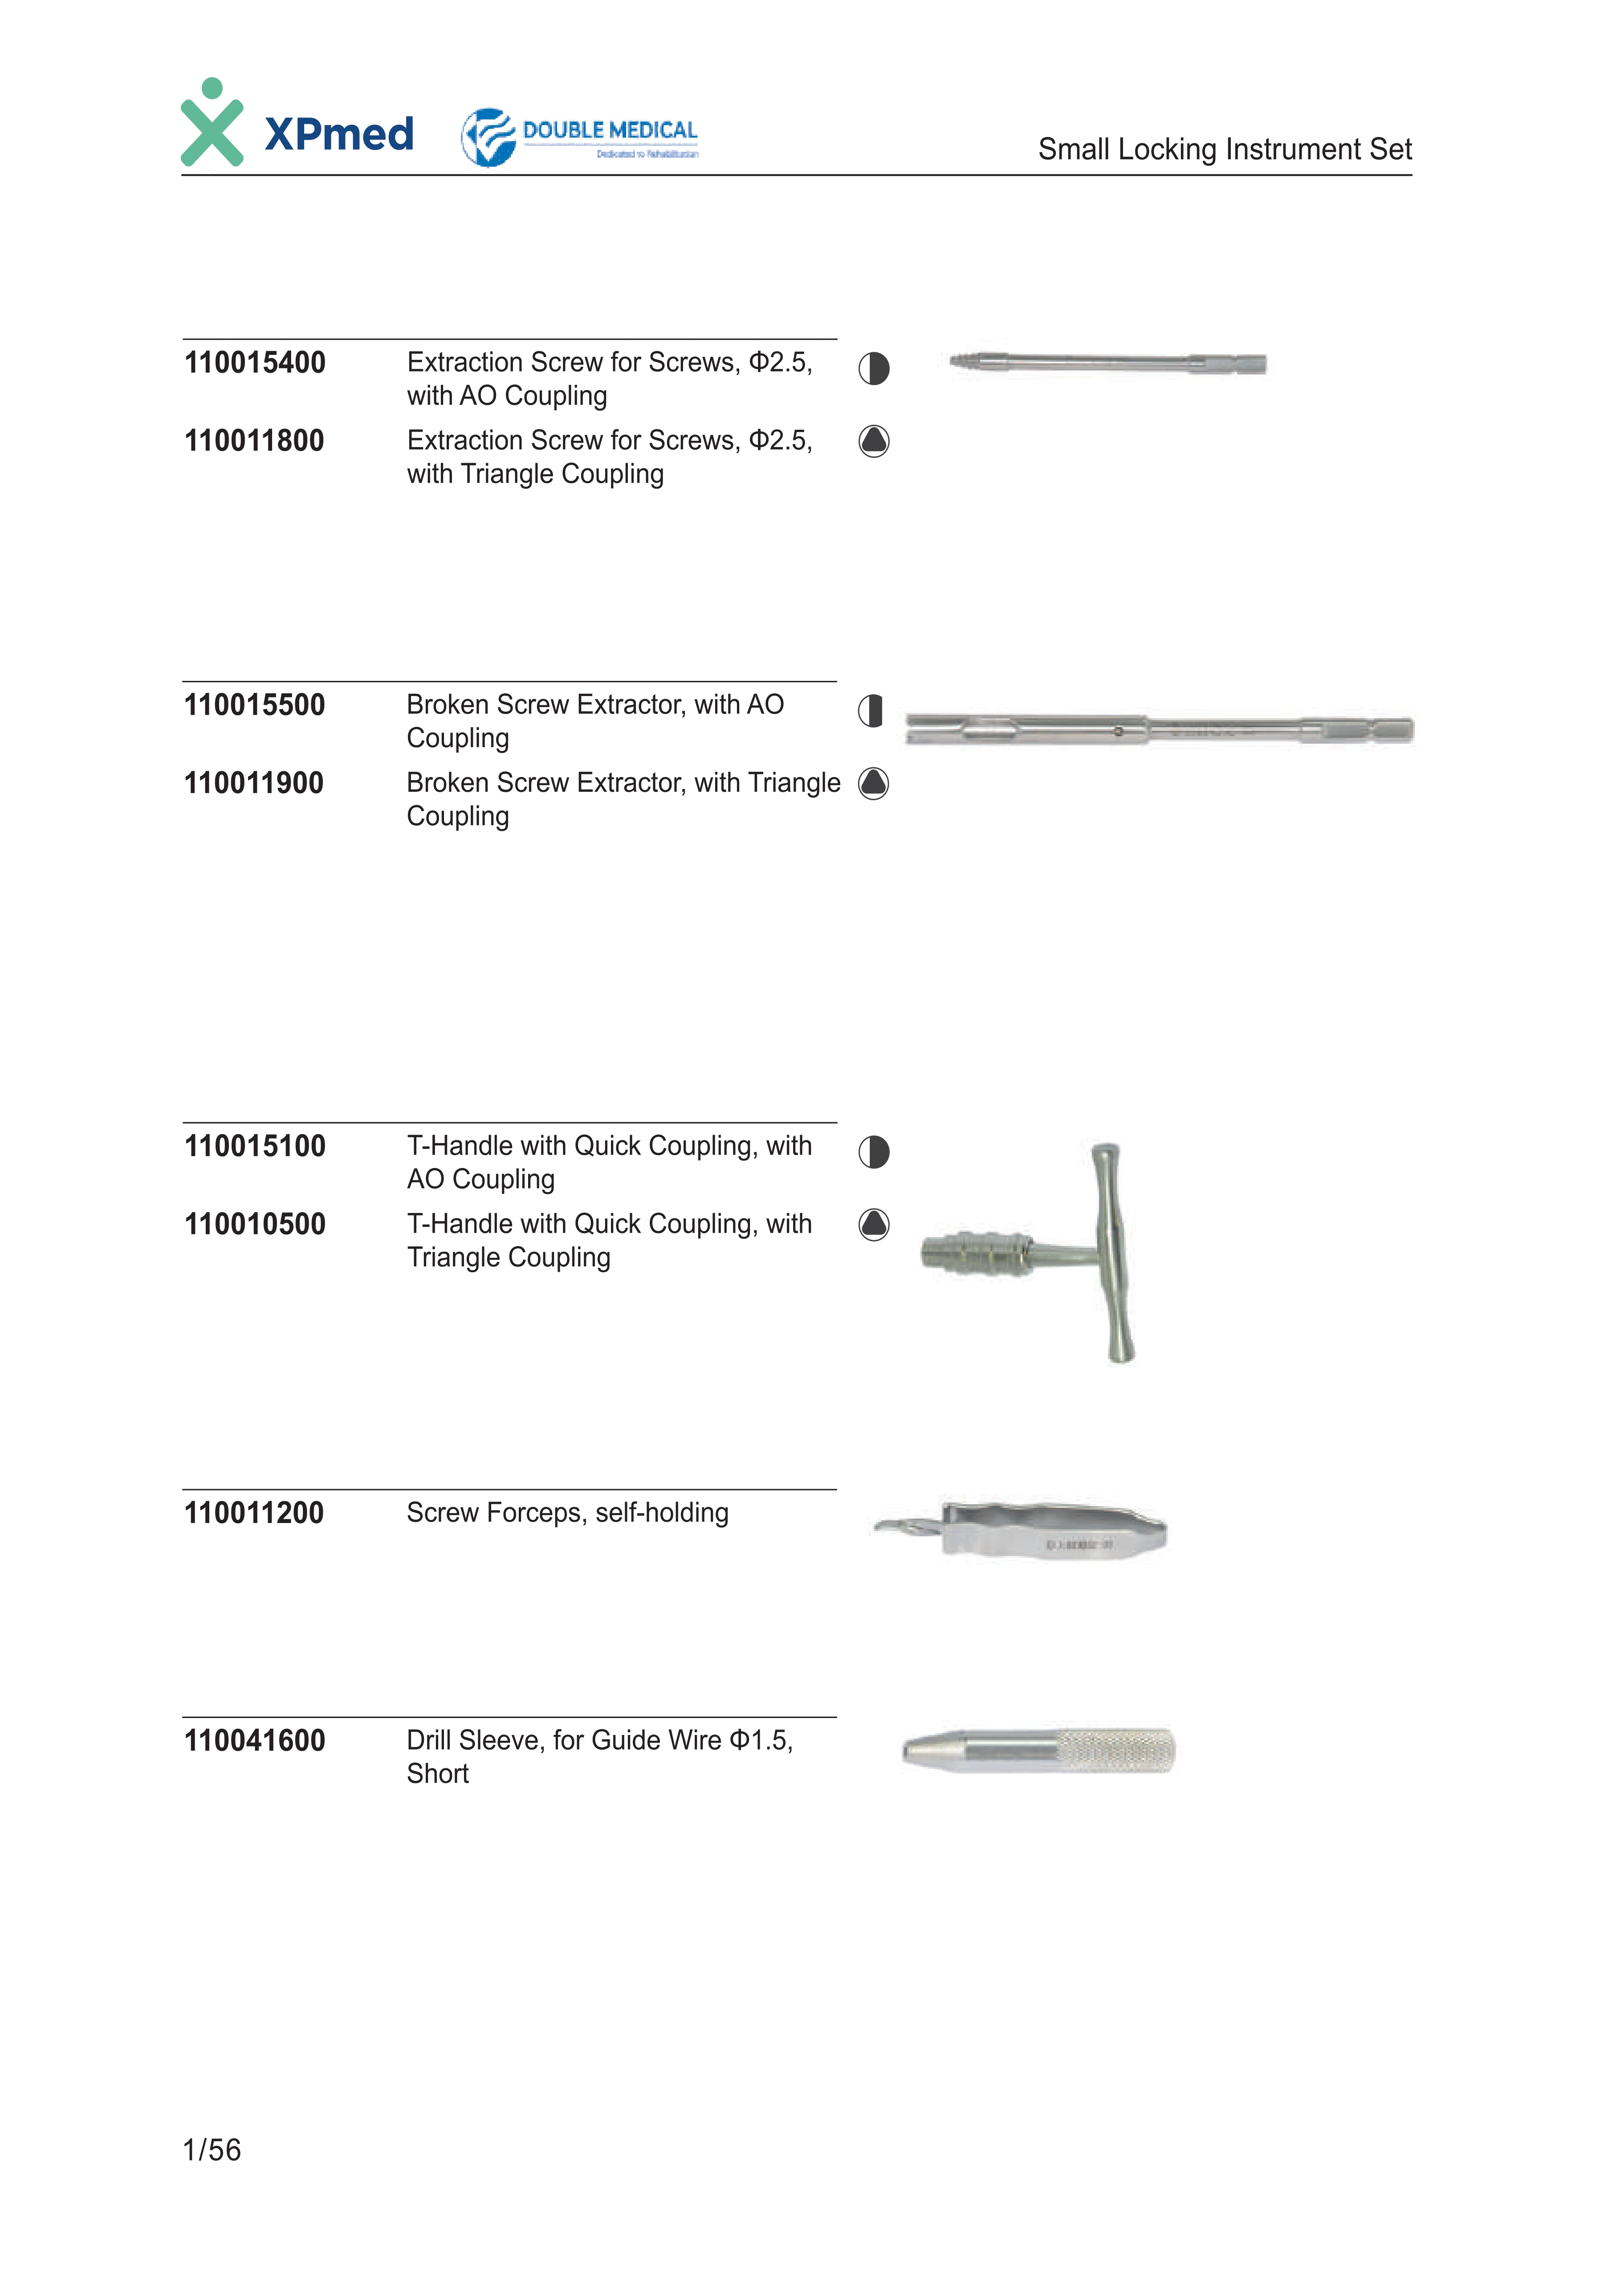 XPmed
DOUBLE MEDICAL
Dedicated to Rehabilitation
Small Locking Instrument Set
110015400 Extraction Screw for Screws, Φ2.5,
with AO Coupling
110011800 Extraction Screw for Screws, Φ2.5,
with Triangle Coupling
110015500 Broken Screw Extractor, with AO
Coupling
110011900 Broken Screw Extractor, with Triangle
Coupling
110015100 T-Handle with Quick Coupling, with
AO Coupling
110010500 T-Handle with Quick Coupling, with
Triangle Coupling
110011200 Screw Forceps, self-holding
110041600 Drill Sleeve, for Guide Wire Φ1.5,
Short
1/56